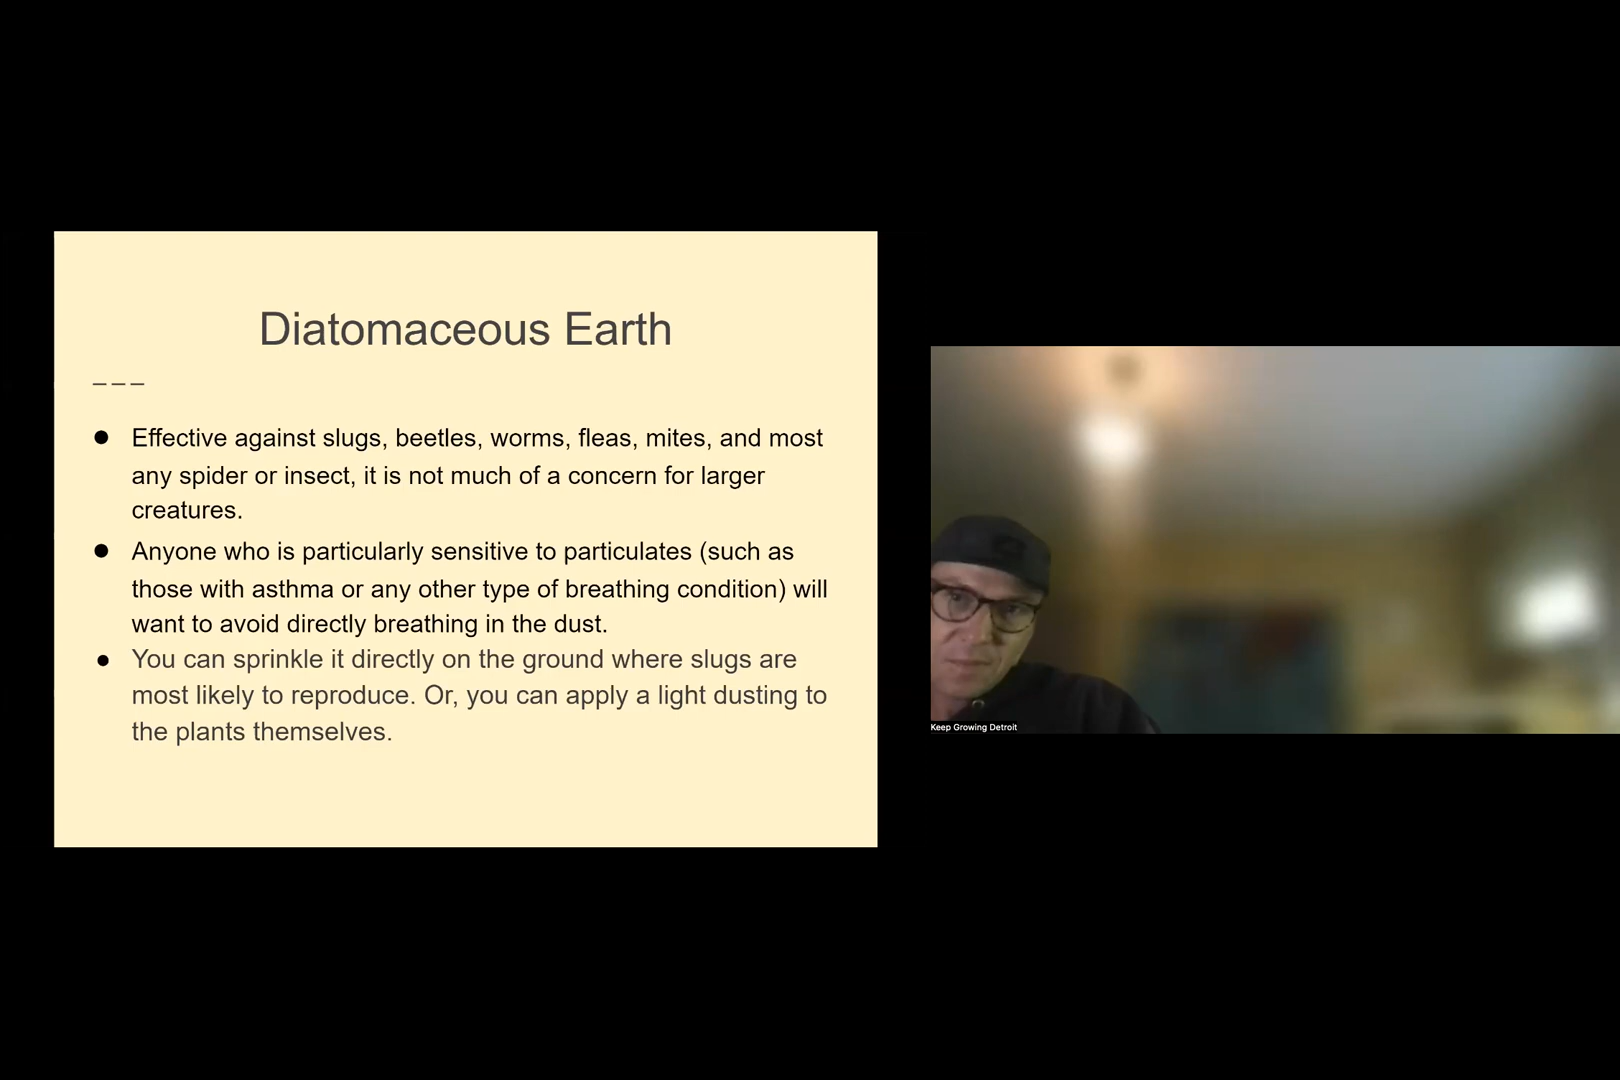 Diatomaceous Earth
● Effective against slugs, beetles, worms, fleas, mites, and most
any spider or insect, it is not much of a concern for larger
creatures.
● Anyone who is particularly sensitive to particulates (such as
those with asthma or any other type of breathing condition) will
want to avoid directly breathing in the dust.
● You can sprinkle it directly on the ground where slugs are
most likely to reproduce. Or, you can apply a light dusting to
the plants themselves.
Keep Growing Detroit